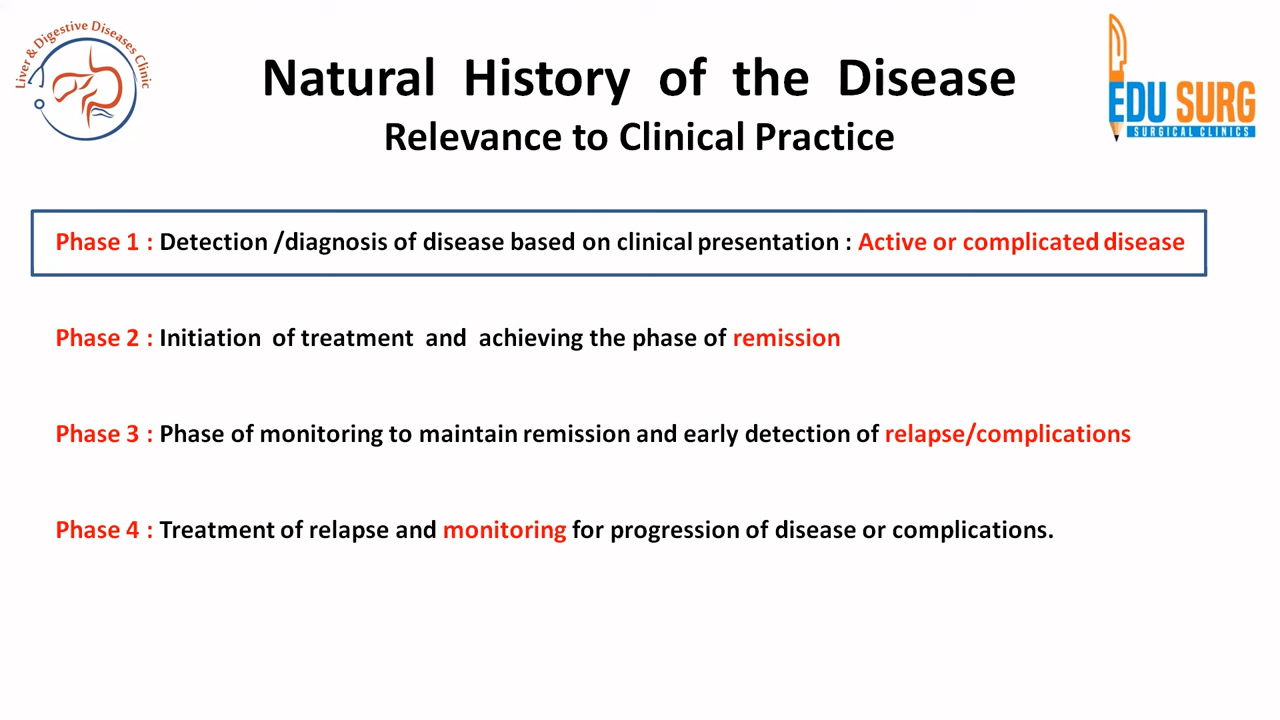 Liver & Digestive Diseases Clinic
Natural History of the Disease
Relevance to Clinical Practice
EDU SURG
SURGICAL CLINICS
Phase 1 : Detection /diagnosis of disease based on clinical presentation : Active or complicated disease
Phase 2 : Initiation of treatment and achieving the phase of remission
Phase 3 : Phase of monitoring to maintain remission and early detection of relapse/complications
Phase 4 : Treatment of relapse and monitoring for progression of disease or complications.